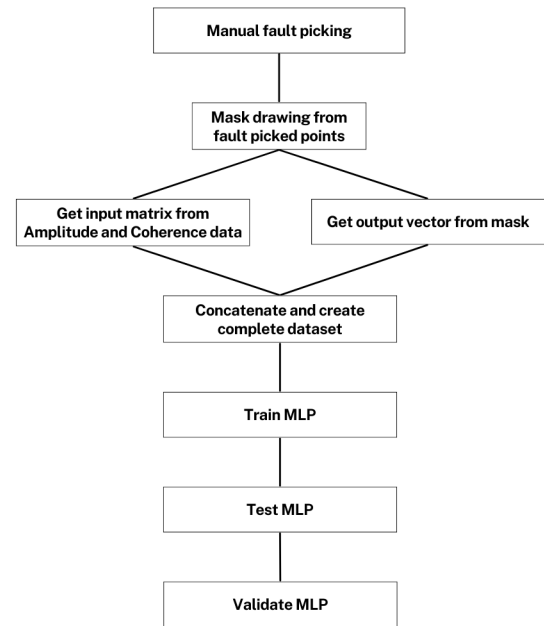 Manual fault picking
Mask drawing from
fault picked points
Get input matrix from
Amplitude and Coherence data
Get output vector from mask
Concatenate and create
complete dataset
Train MLP
Test MLP
Validate MLP